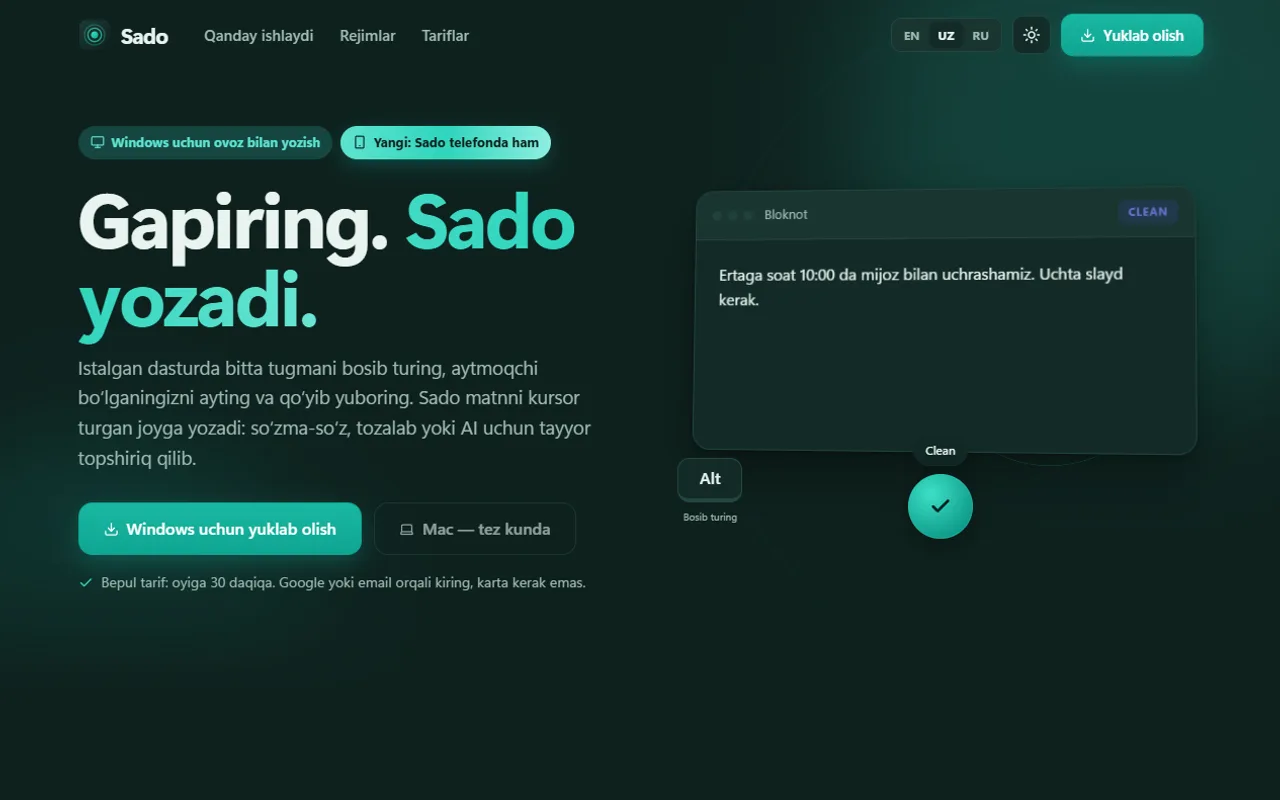 Sado
Qanday ishlaydi
Rejimlar
Tariflar
EN
UZ
RU
Yuklab olish
Windows uchun ovoz bilan yozish
Yangi: Sado telefonda ham
Gapiring. Sado
yozadi.
Istalgan dasturda bitta tugmani bosib turing, aytmoqchi
boʻlganingizni ayting va qoʻyib yuboring. Sado matnni kursor
turgan joyga yozadi: soʻzma-soʻz, tozalab yoki AI uchun tayyor
topshiriq qilib.
Windows uchun yuklab olish
Mac — tez kunda
Bepul tarif: oyiga 30 daqiqa. Google yoki email orqali kiring, karta kerak emas.
Bloknot
CLEAN
Ertaga soat 10:00 da mijoz bilan uchrashamiz. Uchta slayd
kerak.
Clean
Alt
Bosib turing